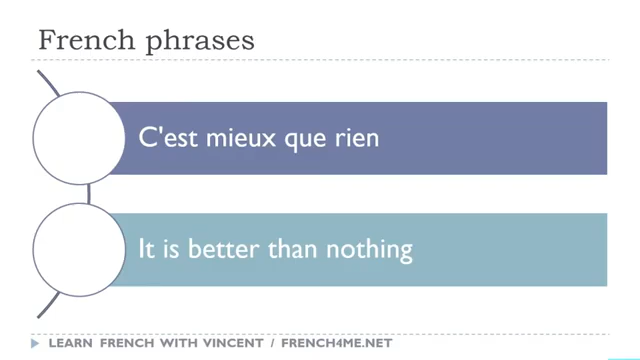 French phrases
C'est mieux que rien
It is better than nothing
LEARN FRENCH WITH VINCENT / FRENCH4ME.NET